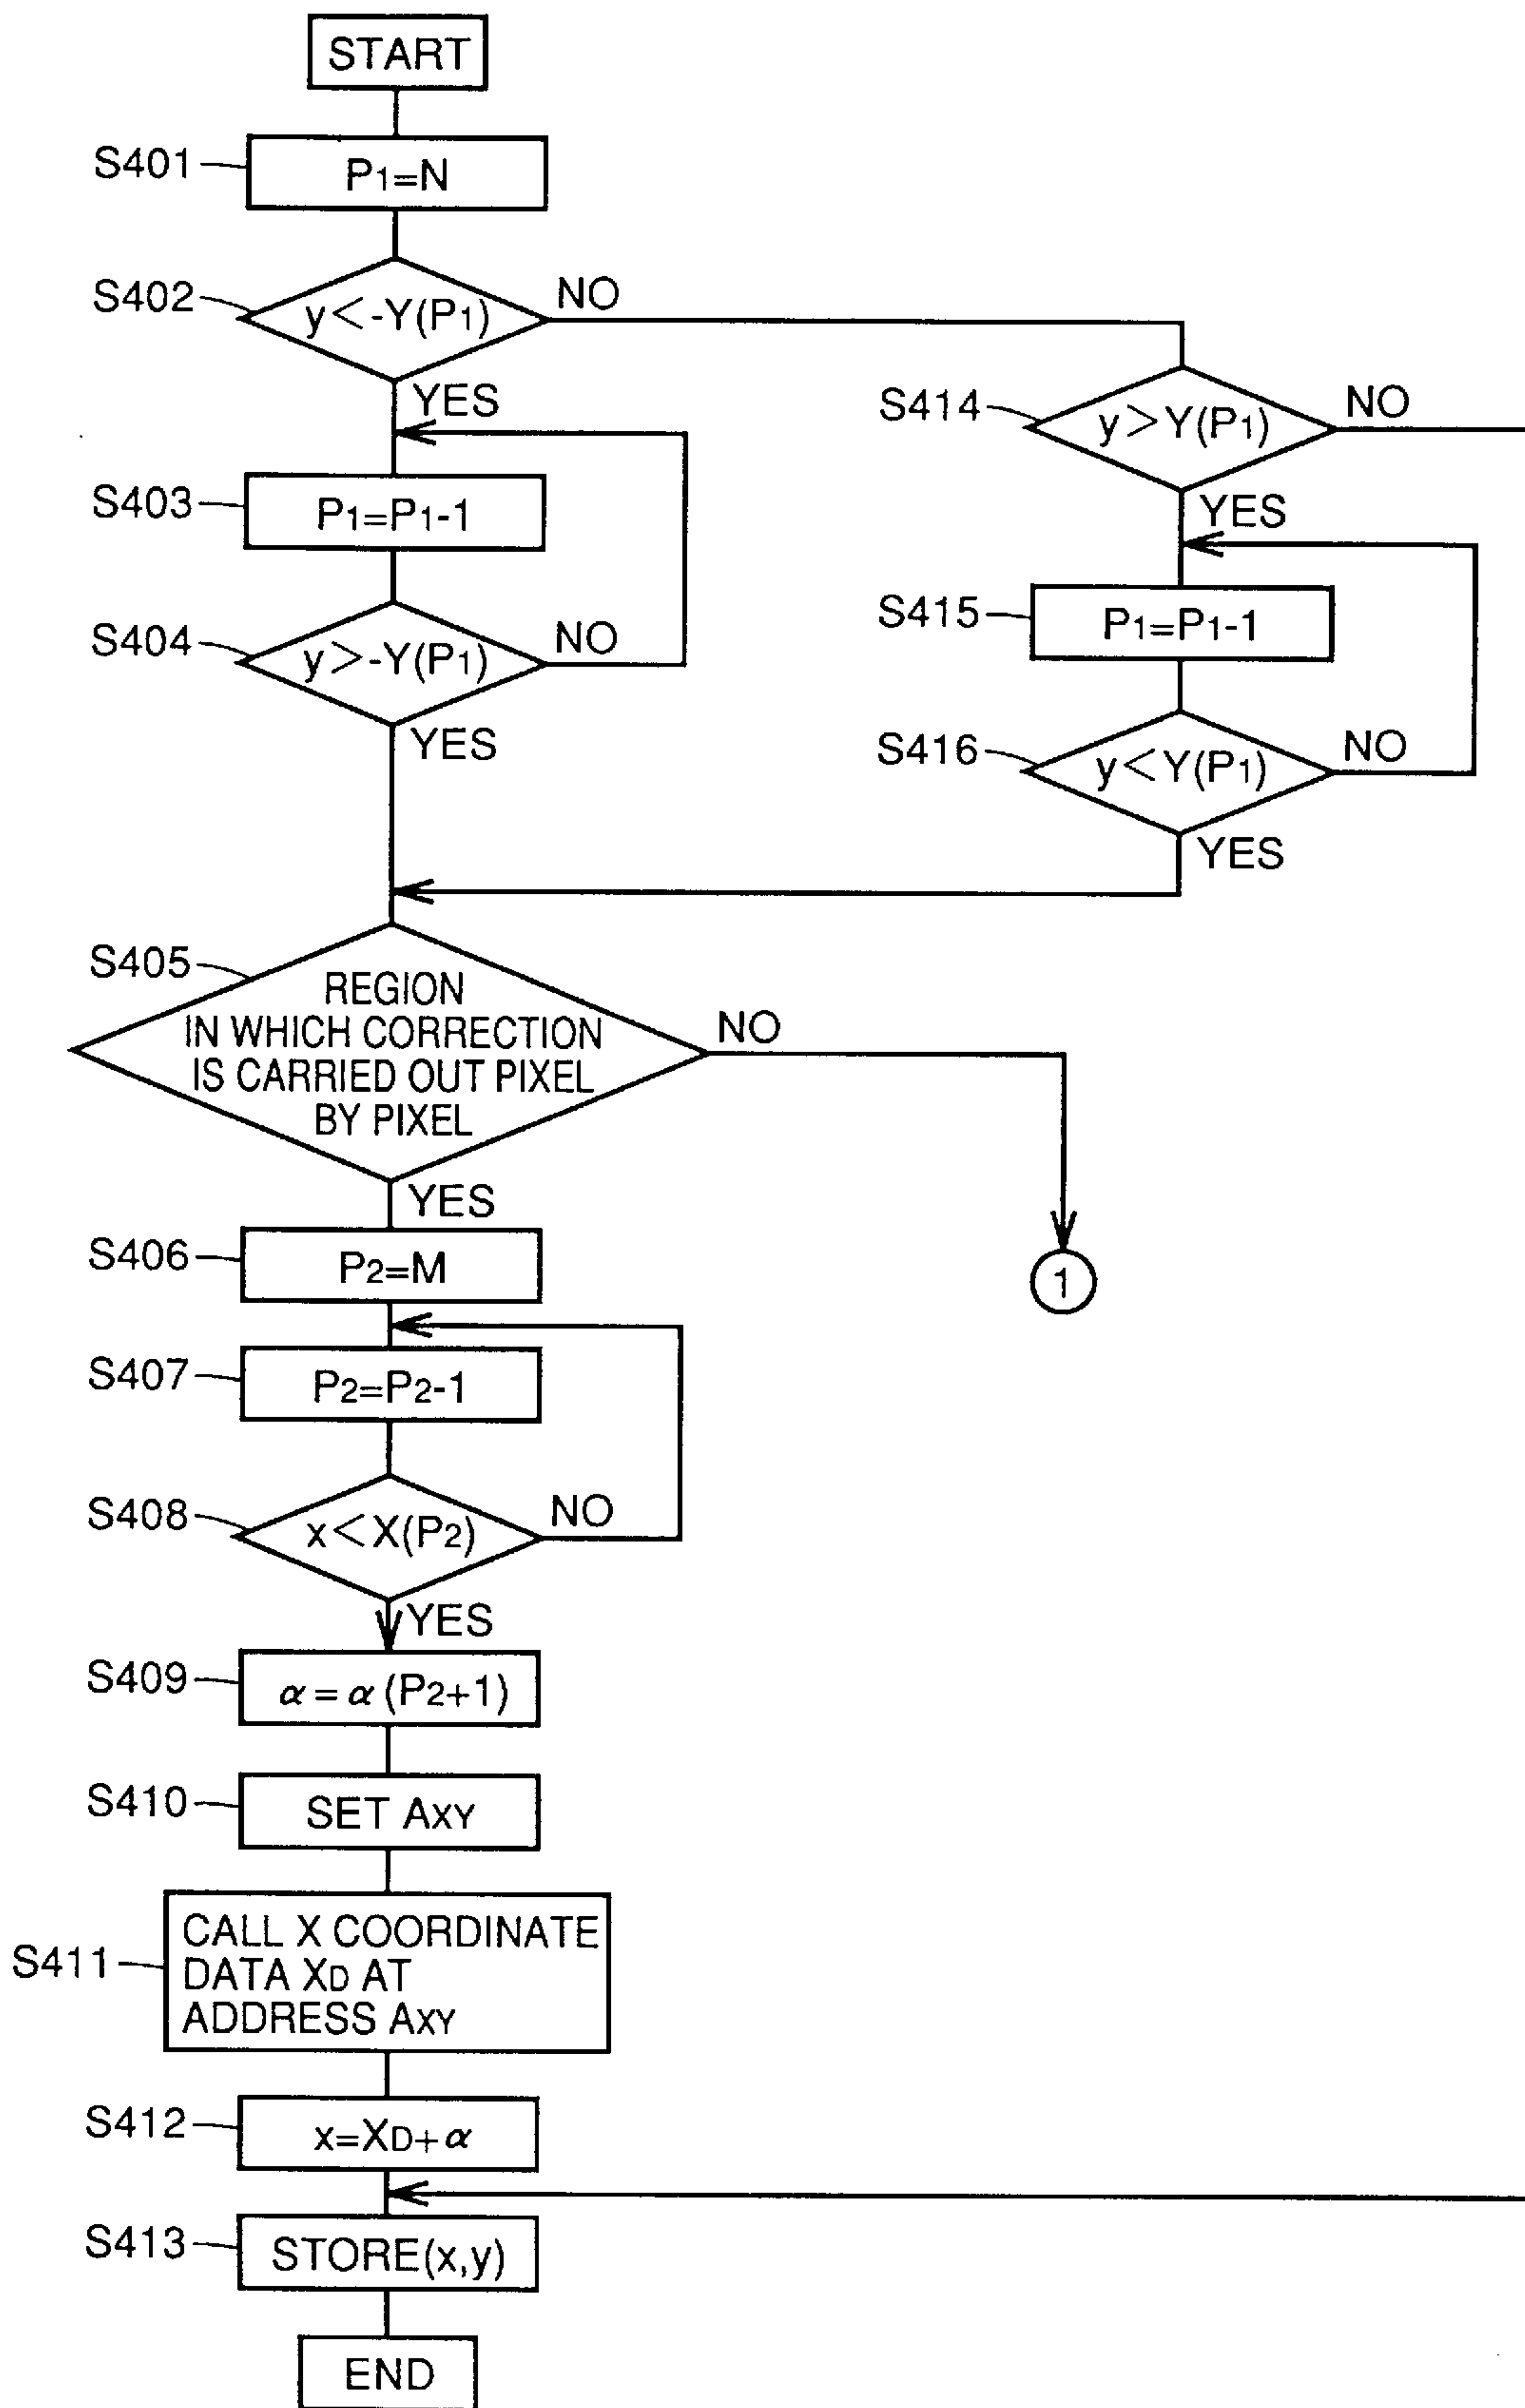 START
S401
P1=N
S402
y<-Y(P1)
NO
YES
S403
P1=P1-1
S404
y>-Y(P1)
NO
YES
S414
y>Y(P1)
NO
YES
S415
P1=P1-1
S416
y<Y(P1)
NO
YES
S405
REGION
IN WHICH CORRECTION
IS CARRIED OUT PIXEL
BY PIXEL
NO
1
YES
S406
P2=M
S407
P2=P2-1
S408
x<X(P2)
NO
YES
S409
α=α(P2+1)
S410
SET AXY
S411
CALL X COORDINATE
DATA XD AT
ADDRESS AXY
S412
x=XD+α
S413
STORE(x,y)
END